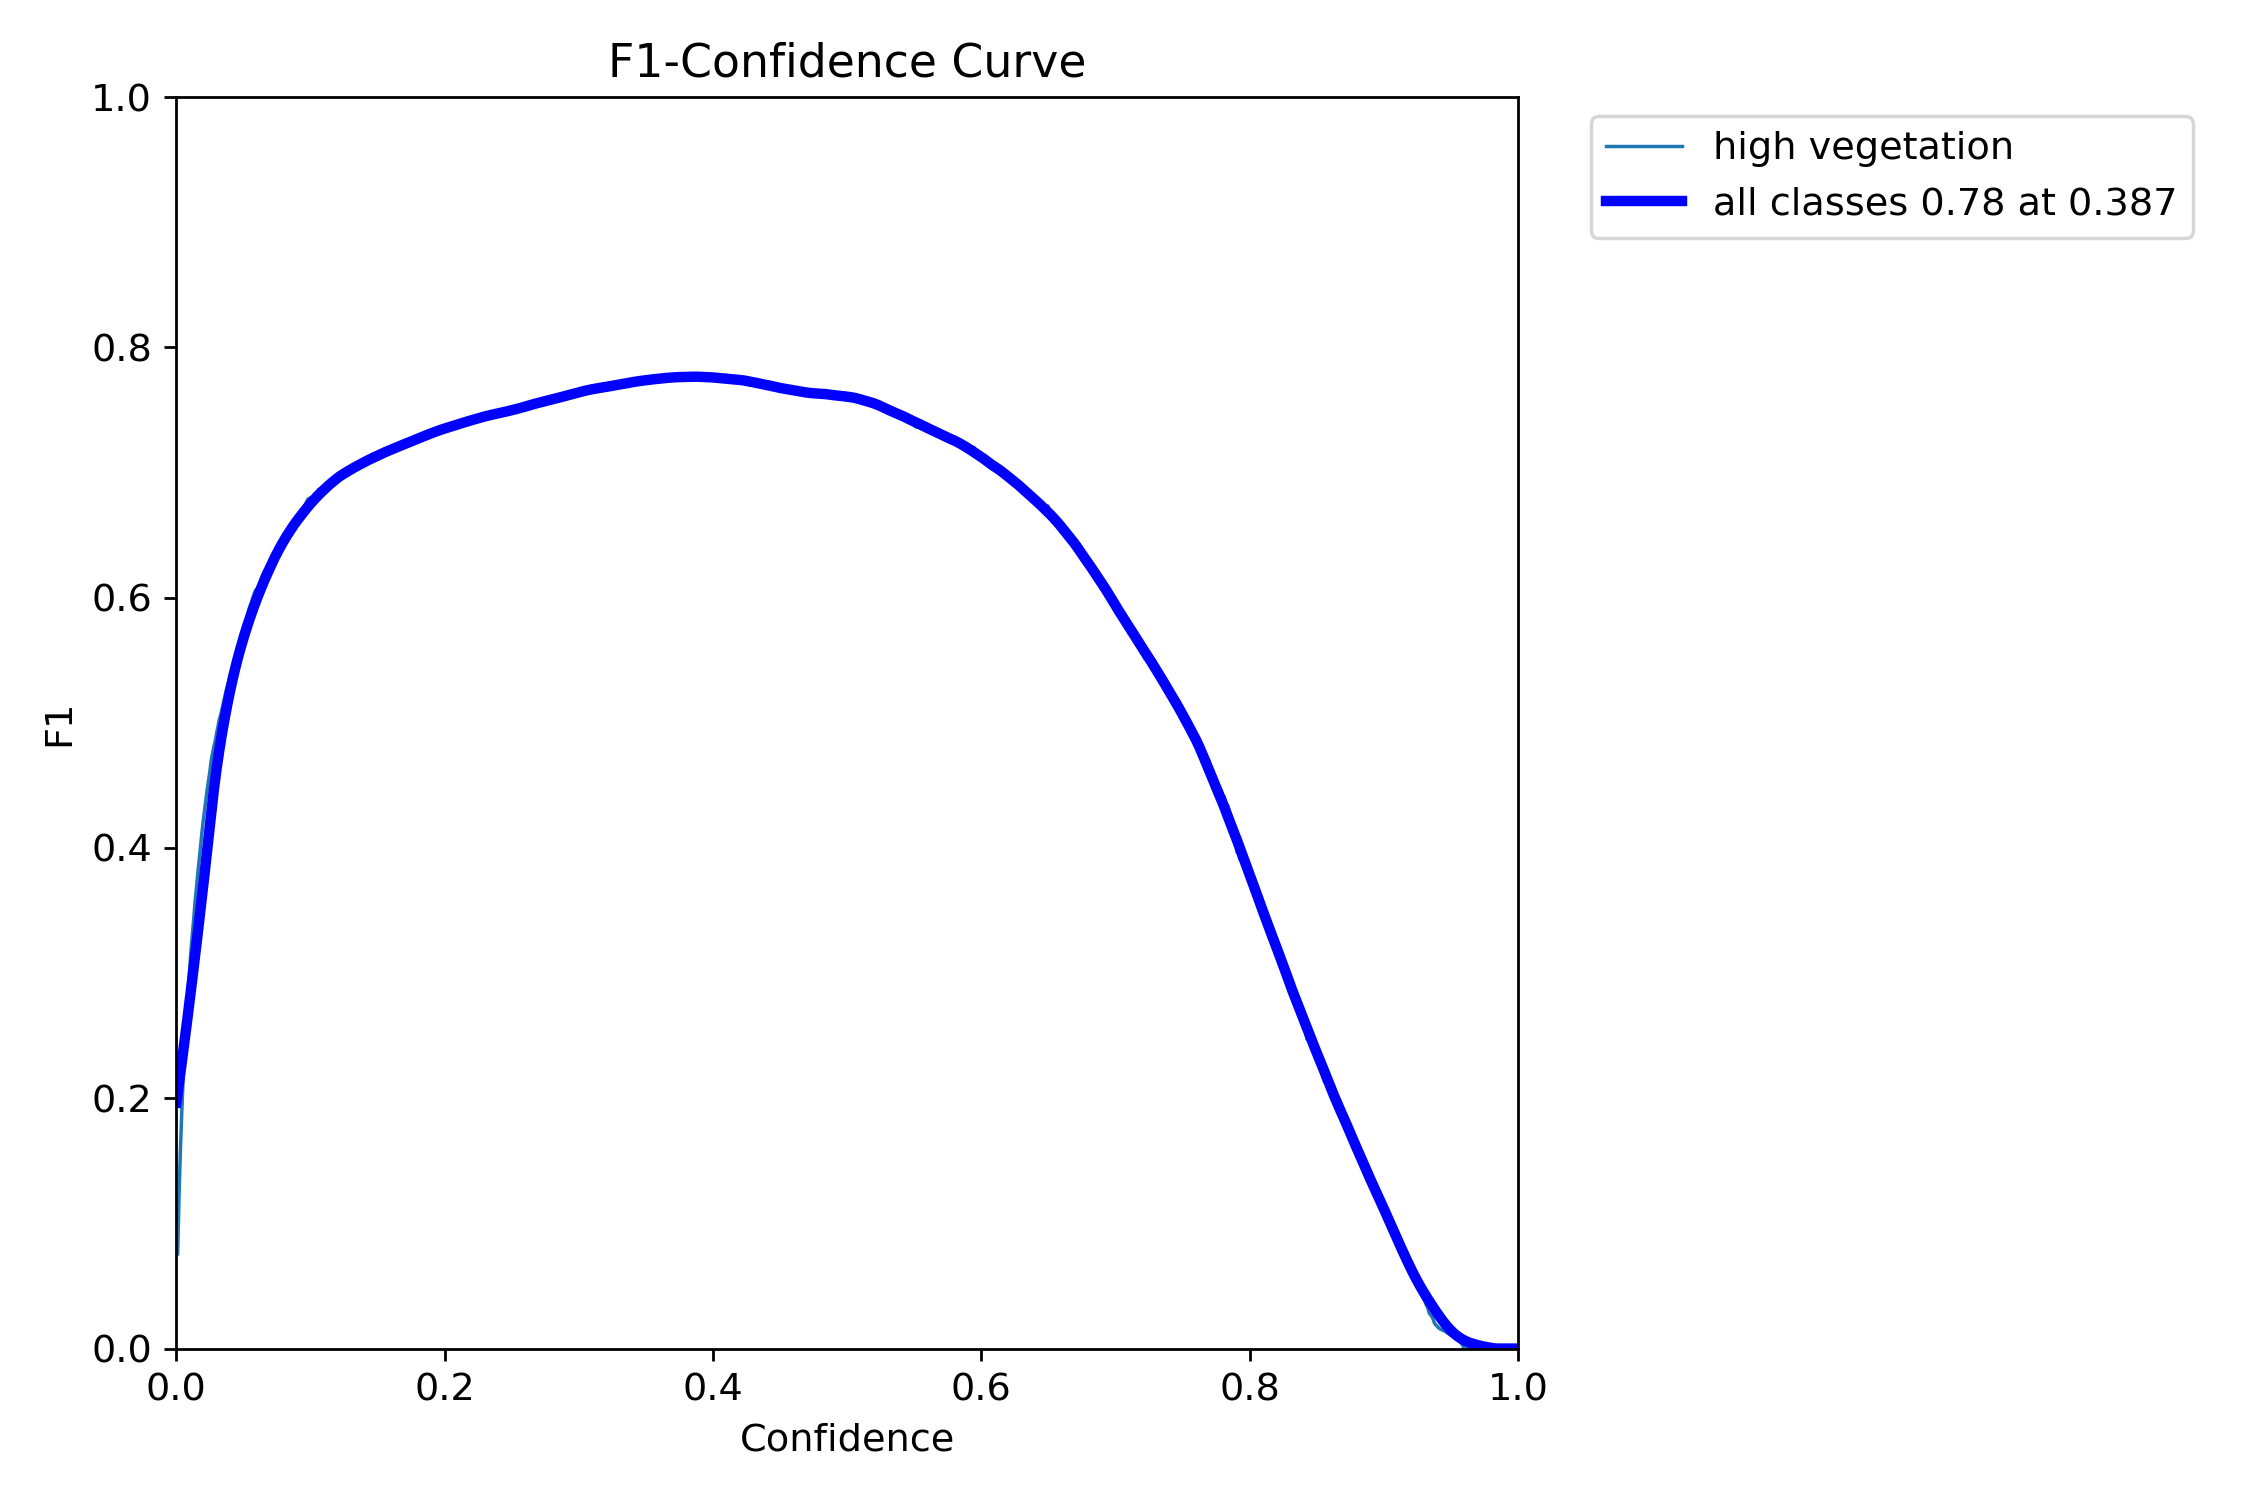 F1-Confidence Curve
high vegetation
all classes 0.78 at 0.387
1.0
0.8
0.6
0.4
0.2
0.0
F1
0.0 0.2 0.4 0.6 0.8 1.0
Confidence